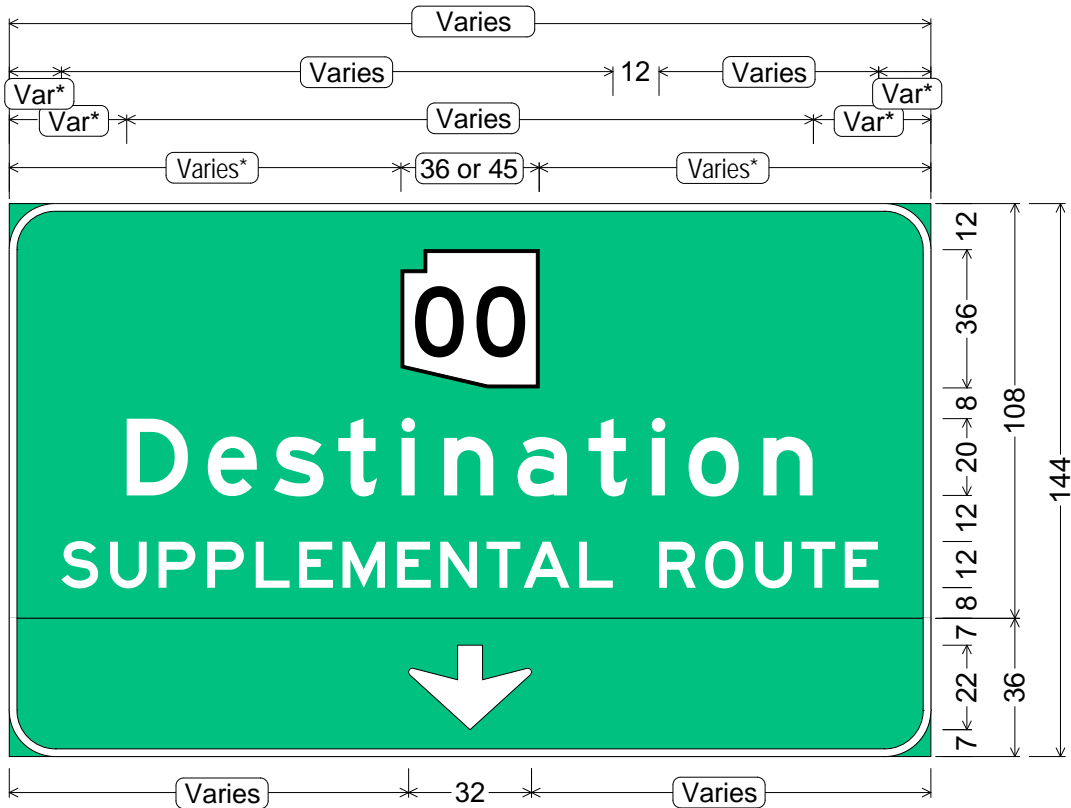 Varies
Varies 12 Varies
Var* Var*
Var* Varies Var*
Varies* 36 or 45 Varies*
00
Destination
SUPPLEMENTAL ROUTE
12
36
8
20
12
12
8
7
22
7
108
36
144
Varies 32 Varies